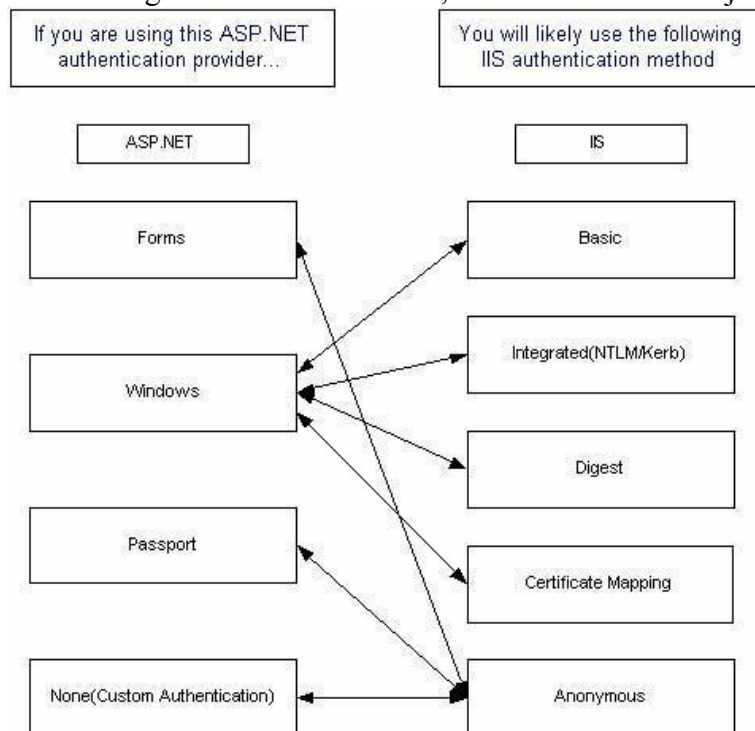 If you are using this ASP.NET
authentication provider...
You will likely use the following
IIS authentication method
ASP.NET
IIS
Forms
Basic
Integrated(NTLM/Kerb)
Windows
Digest
Passport
Certificate Mapping
None(Custom Authentication)
Anonymous